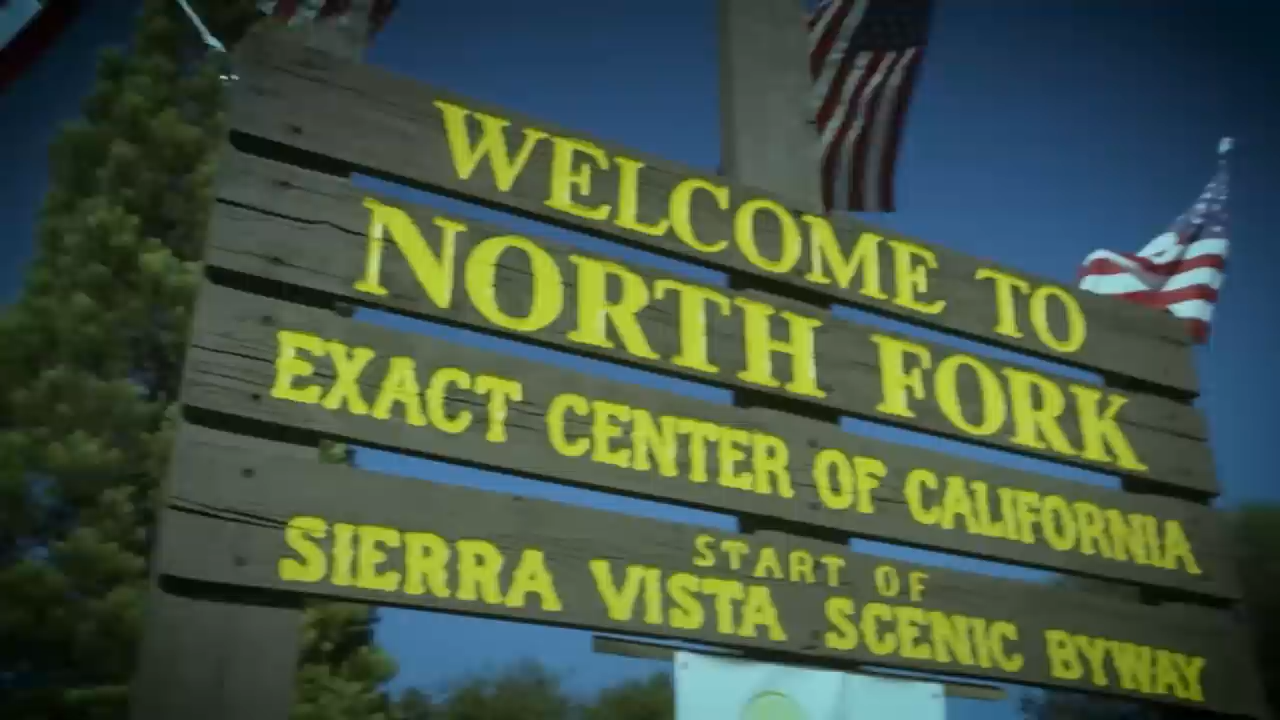 WELCOME TO
NORTH FORK
EXACT CENTER OF CALIFORNIA
START OF
SIERRA VISTA SCENIC BYWAY